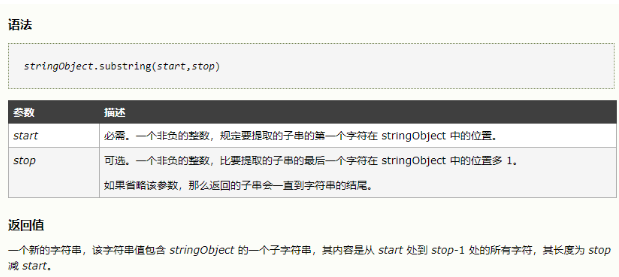 语法
stringObject.substring(start,stop)
参数 描述
start 必需。一个非负的整数，规定要提取的子串的第一个字符在 stringObject 中的位置。
stop 可选。一个非负的整数，比要提取的子串的最后一个字符在 stringObject 中的位置多 1。
如果省略该参数，那么返回的子串会一直到字符串的结尾。
返回值
一个新的字符串，该字符串值包含 stringObject 的一个子字符串，其内容是从 start 处到 stop-1 处的所有字符，其长度为 stop
减 start。